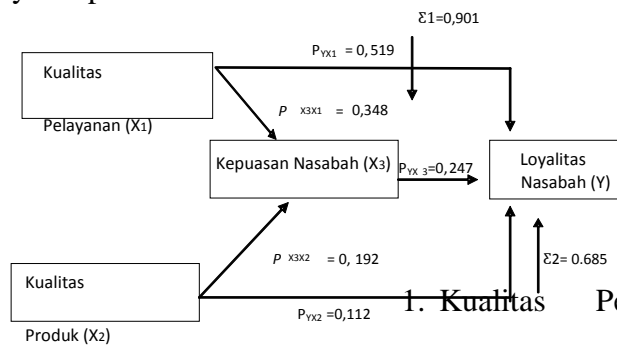 Ɛ1=0,901
PYX1 = 0,519
Kualitas
Pelayanan (X1)
P X3X1 = 0,348
Kepuasan Nasabah (X3)
PYX 3=0,247
Loyalitas
Nasabah (Y)
Kualitas
Produk (X2)
P X3X2 = 0, 192
Ɛ2= 0.685
PYX2=0,112
1. Kualitas